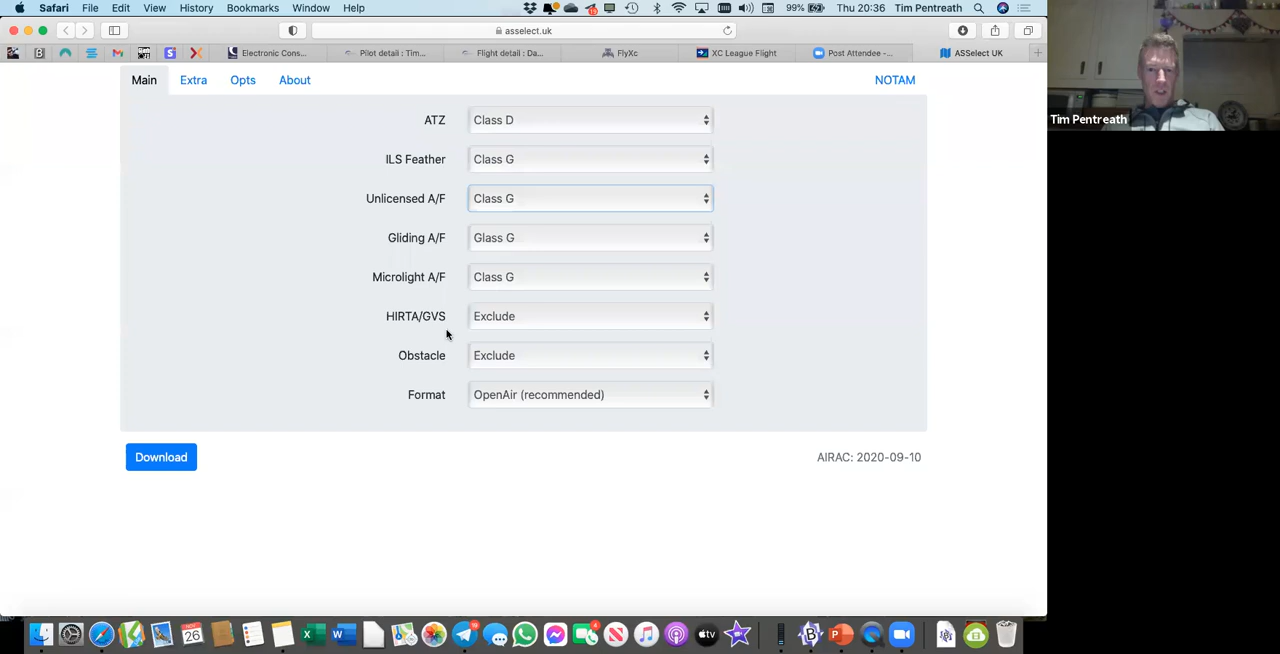 Safari File Edit View History Bookmarks Window Help 99% Thu 20:36 Tim Pentreath
asselect.uk
Electronic Cons... Pilot detail : Tim... Flight detail : Da... FlyXc XC League Flight Post Attendee -... ASSelect UK
Main Extra Opts About NOTAM
ATZ Class D
ILS Feather Class G
Unlicensed A/F Class G
Gliding A/F Glass G
Microlight A/F Class G
HIRTA/GVS Exclude
Obstacle Exclude
Format OpenAir (recommended)
Download AIRAC: 2020-09-10
Tim Pentreath